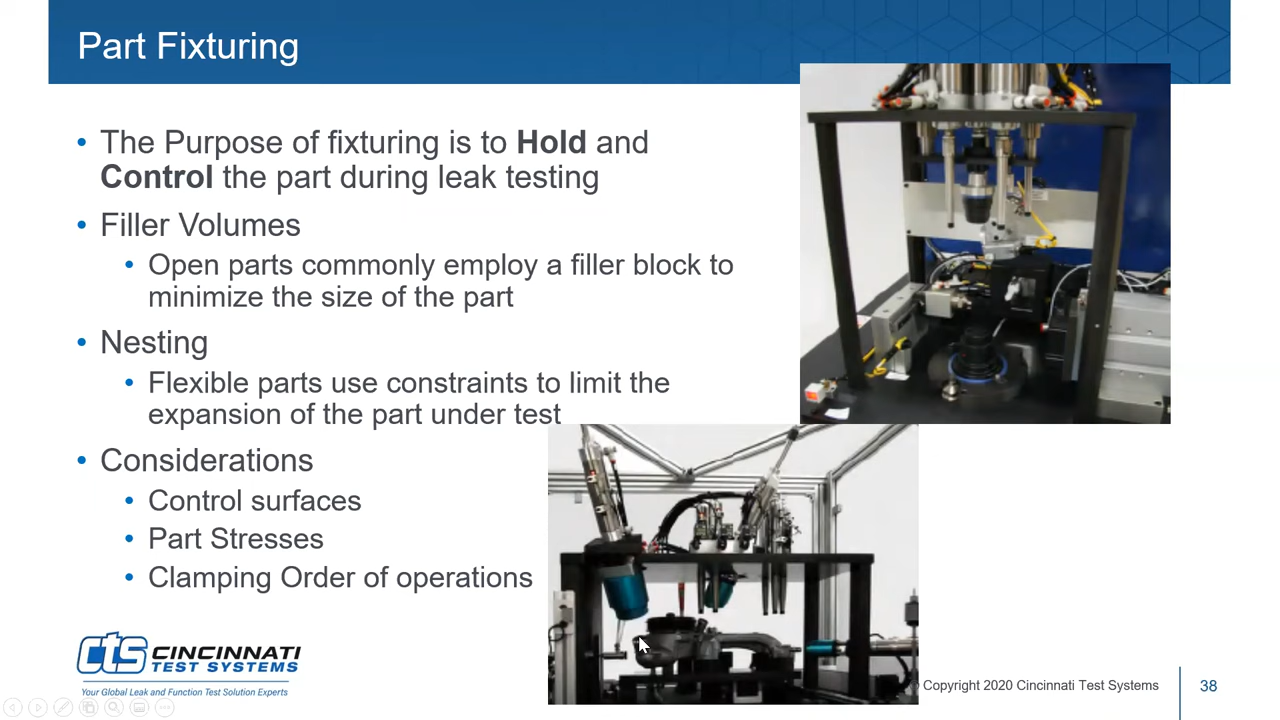 Part Fixturing
• The Purpose of fixturing is to Hold and
Control the part during leak testing
• Filler Volumes
• Open parts commonly employ a filler block to
minimize the size of the part
• Nesting
• Flexible parts use constraints to limit the
expansion of the part under test
• Considerations
• Control surfaces
• Part Stresses
• Clamping Order of operations
cts CINCINNATI
TEST SYSTEMS
Your Global Leak and Function Test Solution Experts
© Copyright 2020 Cincinnati Test Systems
38